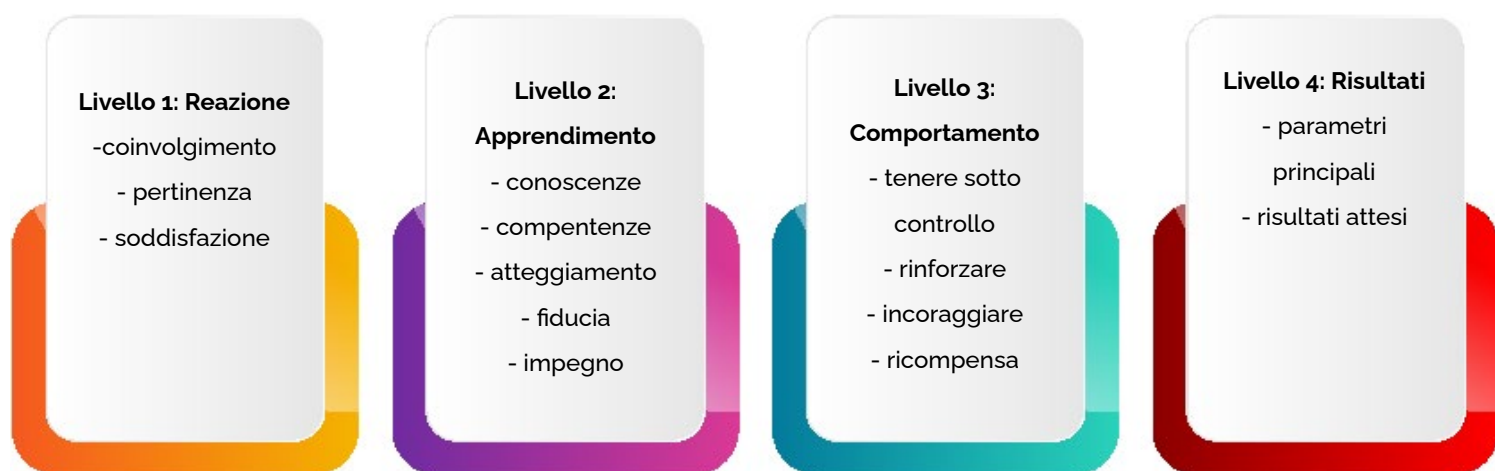 Livello 1: Reazione
-coinvolgimento
- pertinenza
- soddisfazione
Livello 2:
Apprendimento
- conoscenze
- compentenze
- atteggiamento
- fiducia
- impegno
Livello 3:
Comportamento
- tenere sotto
controllo
- rinforzare
- incoraggiare
- ricompensa
Livello 4: Risultati
- parametri
principali
- risultati attesi